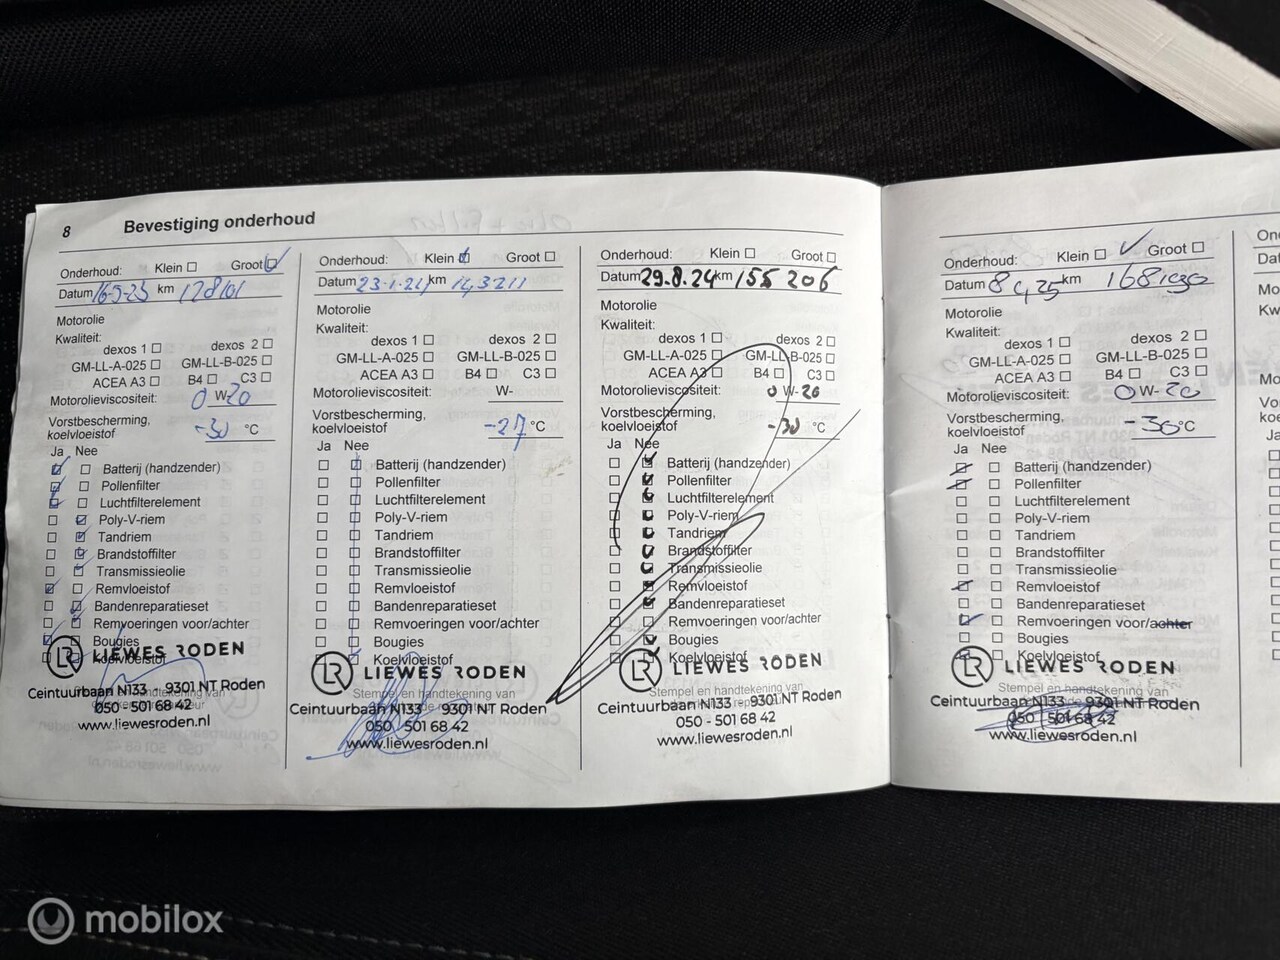 8 Bevestiging onderhoud
Onderhoud: Klein Groot
Datum km 128101
Motorolie
Kwaliteit:
dexos 1 dexos 2
GM-LL-A-025 GM-LL-B-025
ACEA A3 B4 C3
Motorolieviscositeit: 0 W-20
Vorstbescherming,
koelvloeistof -30 °C
Ja Nee
Batterij (handzender)
Pollenfilter
Luchtfilterelement
Poly-V-riem
Tandriem
Brandstoffilter
Transmissieolie
Remvloeistof
Bandenreparatieset
Remvoeringen voor/achter
Bougies
Koelvloeistof
LR LIEWES RODEN
Ceintuurbaan N133 9301 NT Roden
050 - 501 68 42
www.liewesroden.nl
Onderhoud: Klein Groot
Datum 23-1-24 km 143211
Motorolie
Kwaliteit:
dexos 1 dexos 2
GM-LL-A-025 GM-LL-B-025
ACEA A3 B4 C3
Motorolieviscositeit: W-
Vorstbescherming,
koelvloeistof -27 °C
Ja Nee
Batterij (handzender)
Pollenfilter
Luchtfilterelement
Poly-V-riem
Tandriem
Brandstoffilter
Transmissieolie
Remvloeistof
Bandenreparatieset
Remvoeringen voor/achter
Bougies
Koelvloeistof
LR LIEWES RODEN
Stempel en handtekening van
Ceintuurbaan N133 9301 NT Roden
050 501 68 42
www.liewesroden.nl
Onderhoud: Klein Groot
Datum 29.8.24 km 155 206
Motorolie
Kwaliteit:
dexos 1 dexos 2
GM-LL-A-025 GM-LL-B-025
ACEA A3 B4 C3
Motorolieviscositeit: 0 W-20
Vorstbescherming,
koelvloeistof -30 °C
Ja Nee
Batterij (handzender)
Pollenfilter
Luchtfilterelement
Poly-V-riem
Tandriem
Brandstoffilter
Transmissieolie
Remvloeistof
Bandenreparatieset
Remvoeringen voor/achter
Bougies
Koelvloeistof
LR LIEWES RODEN
Stempel en handtekening van
Ceintuurbaan N133 9301 NT Roden
050 - 501 68 42
www.liewesroden.nl
Onderhoud: Klein Groot
Datum km
Motorolie
Kwaliteit:
dexos 1 dexos 2
GM-LL-A-025 GM-LL-B-025
ACEA A3 B4 C3
Motorolieviscositeit: 0 W-20
Vorstbescherming,
koelvloeistof °C
Ja Nee
Batterij (handzender)
Pollenfilter
Luchtfilterelement
Poly-V-riem
Tandriem
Brandstoffilter
Transmissieolie
Remvloeistof
Bandenreparatieset
Remvoeringen voor/achter
Bougies
Koelvloeistof
LR LIEWES RODEN
Stempel en handtekening van
Ceintuurbaan N133 9301 NT Roden
050 501 68 42
www.liewesroden.nl
mobilox